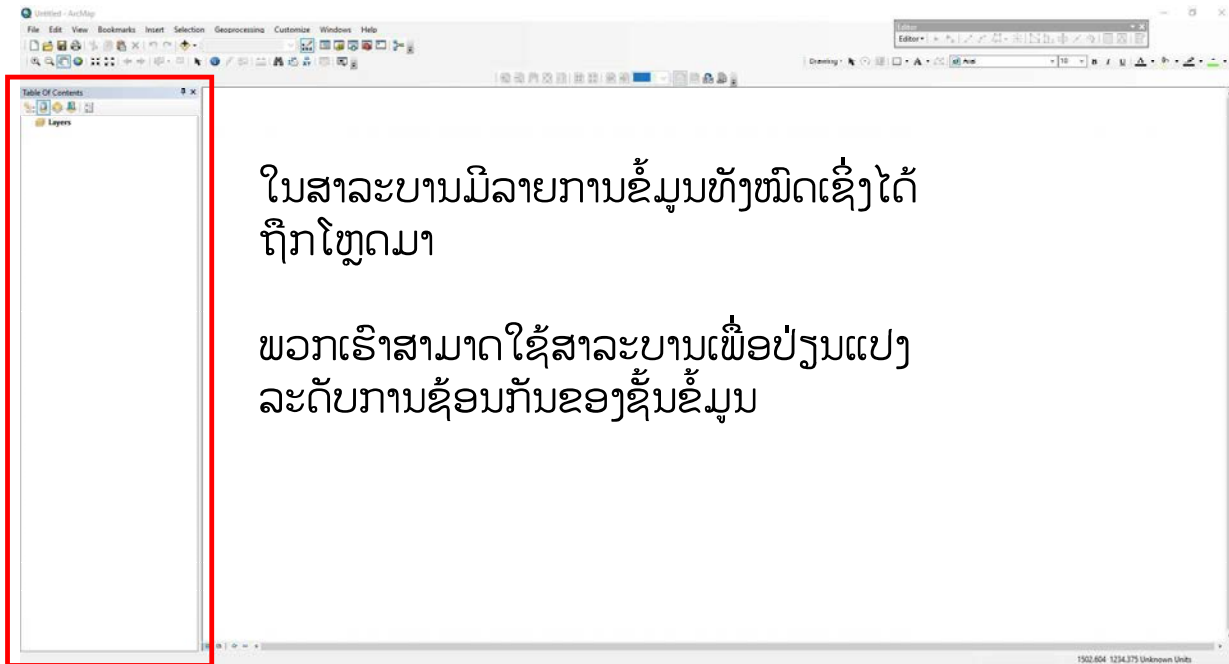 Untitled - ArcMap
File Edit View Bookmarks Insert Selection Geoprocessing Customize Windows Help
Editor
Editor
Drawing 10 B I U A
Table Of Contents
Layers
ໃນສາລະບານມີລາຍການຂໍ້ມູນທັງໝົດເຊິ່ງໄດ້
ຖືກໂຫຼດມາ
ພວກເຮົາສາມາດໃຊ້ສາລະບານເພື່ອປ່ຽນແປງ
ລະດັບການຊ້ອນກັນຂອງຊັ້ນຂໍ້ມູນ
1502.604 1234.375 Unknown Units